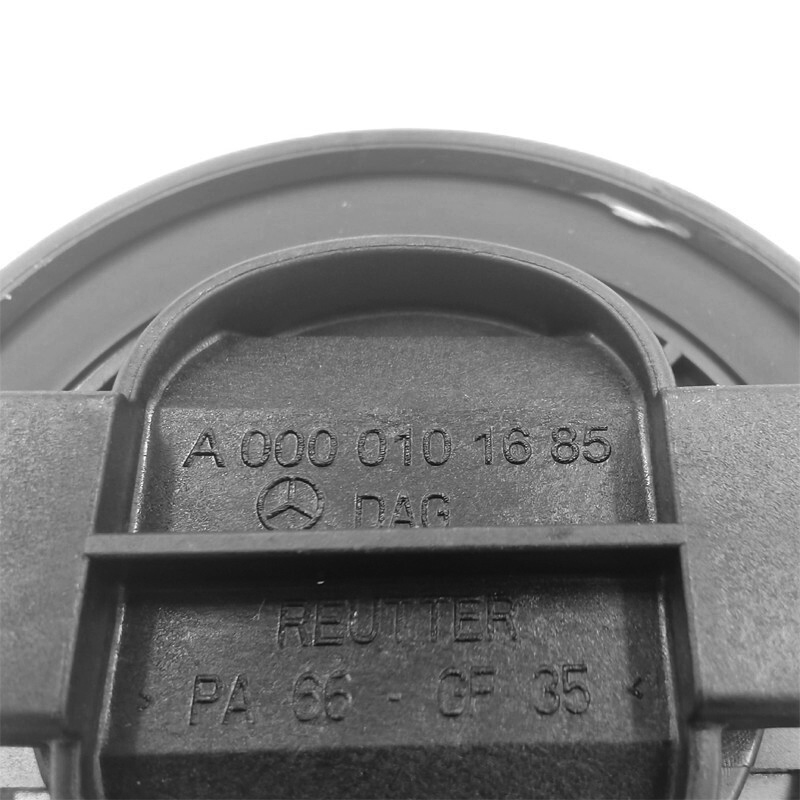 A 000 010 16 85
DAG
REUTTER
> PA 66 - GF 35 <